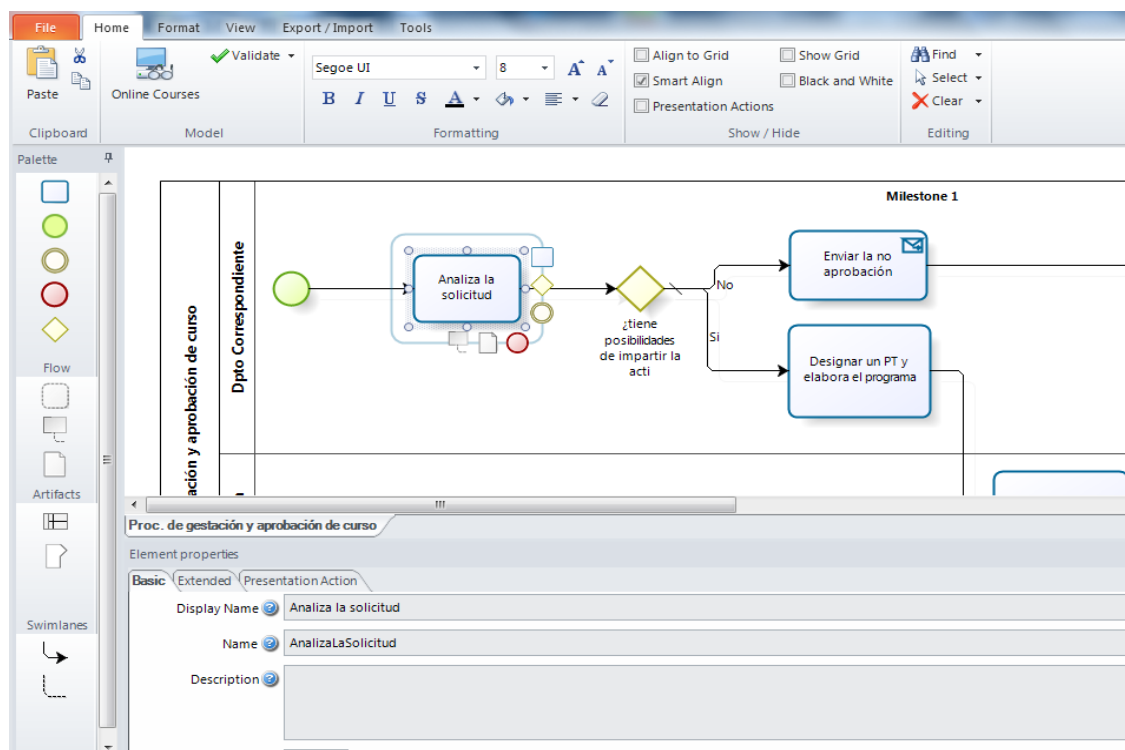 File Home Format View Export / Import Tools
Paste
Clipboard
Online Courses
Validate
Model
Segoe UI 8 A A
B I U S A
Formatting
Align to Grid Show Grid
Smart Align Black and White
Presentation Actions
Show / Hide
Find
Select
Clear
Editing
Palette
Flow
Artifacts
Swimlanes
Milestone 1
ación y aprobación de curso
Dpto Correspondiente
Analiza la
solicitud
¿tiene
posibilidades
de impartir la
acti
No
Si
Enviar la no
aprobación
Designar un PT y
elabora el programa
Proc. de gestación y aprobación de curso
Element properties
Basic Extended Presentation Action
Display Name Analiza la solicitud
Name AnalizaLaSolicitud
Description